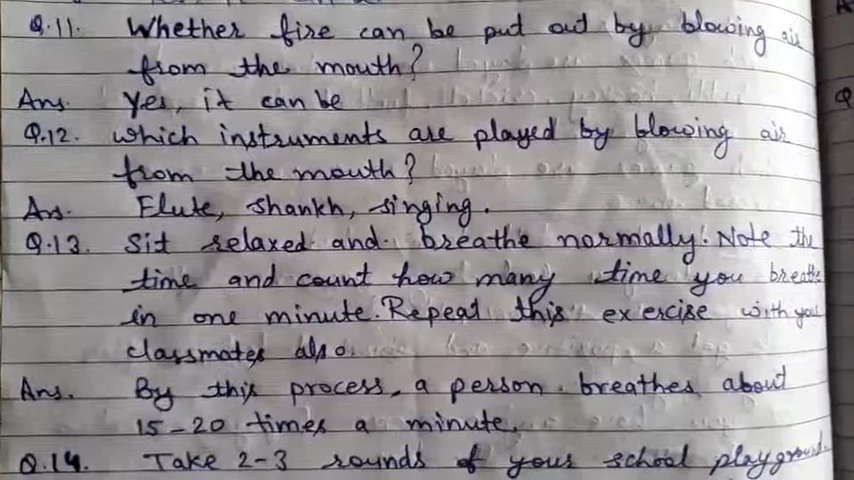 Q.11. Whether fire can be put out by blowing air
from the mouth?
Ans. Yes, it can be
Q.12. which instruments are played by blowing air
from the mouth?
Ans. Flute, Shankh, singing.
Q.13. Sit relaxed and breathe normally. Note the
time and count how many time you breathe
in one minute. Repeat this exercise with your
classmates also.
Ans. By this process, a person breathes about
15-20 times a minute.
Q.14. Take 2-3 rounds of your school playground.